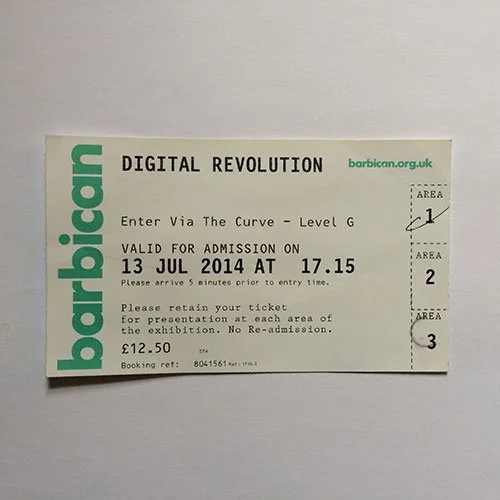 barbican
DIGITAL REVOLUTION
barbican.org.uk
Enter Via The Curve - Level G
VALID FOR ADMISSION ON
13 JUL 2014 AT 17.15
Please arrive 5 minutes prior to entry time.
Please retain your ticket
for presentation at each area of
the exhibition. No Re-admission.
£12.50
STA
Booking ref: 8041561
AREA
1
AREA
2
AREA
3